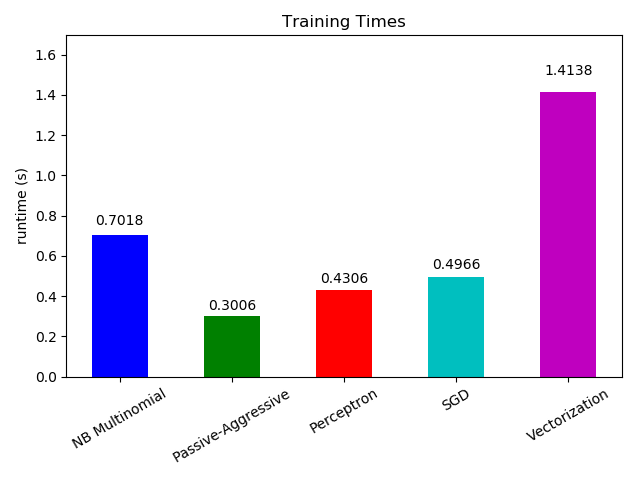 Training Times
runtime (s)
1.6
1.4
1.2
1.0
0.8
0.6
0.4
0.2
0.0
0.7018
0.3006
0.4306
0.4966
1.4138
NB Multinomial
Passive-Aggressive
Perceptron
SGD
Vectorization